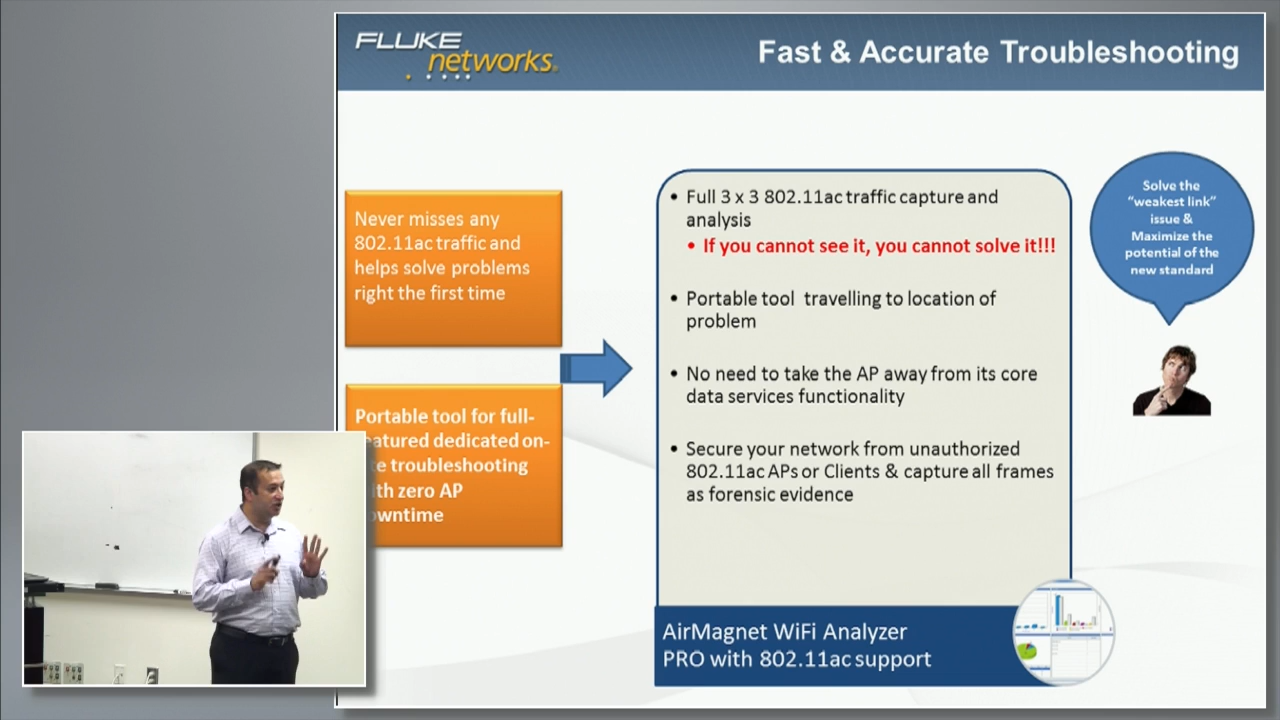 FLUKE
networks
Fast & Accurate Troubleshooting
Never misses any
802.11ac traffic and
helps solve problems
right the first time
Portable tool for full-
atured dedicated on-
te troubleshooting
th zero AP
owntime
• Full 3 x 3 802.11ac traffic capture and
analysis
• If you cannot see it, you cannot solve it!!!
• Portable tool travelling to location of
problem
• No need to take the AP away from its core
data services functionality
• Secure your network from unauthorized
802.11ac APs or Clients & capture all frames
as forensic evidence
AirMagnet WiFi Analyzer
PRO with 802.11ac support
Solve the
"weakest link"
issue &
Maximize the
potential of the
new standard